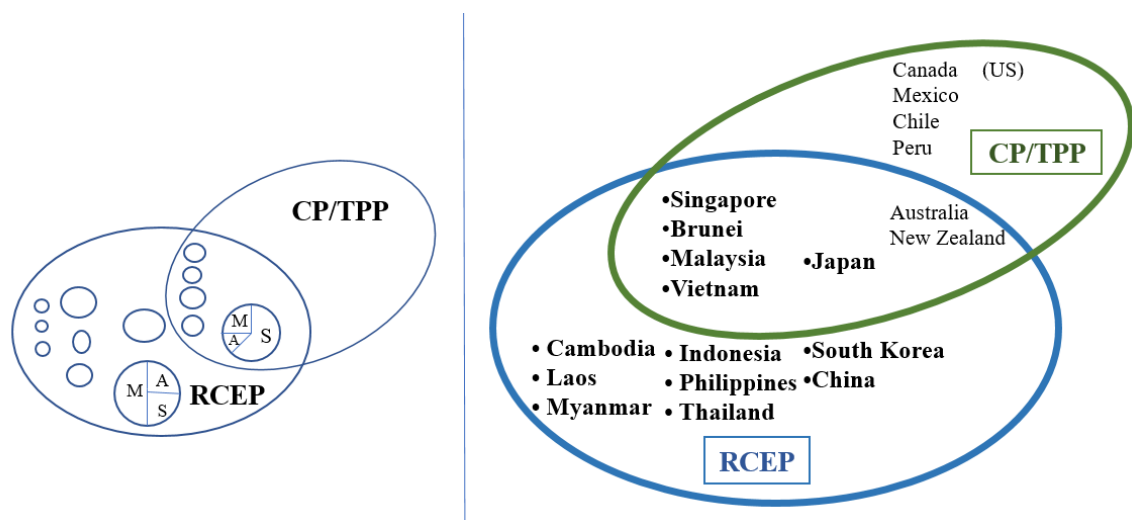 CP/TPP
M
A
S
M
A
S
RCEP
Canada (US)
Mexico
Chile
Peru
CP/TPP
Australia
New Zealand
•Singapore
•Brunei
•Malaysia
•Vietnam
•Japan
• Cambodia
• Laos
• Myanmar
• Indonesia
• Philippines
• Thailand
•South Korea
•China
RCEP